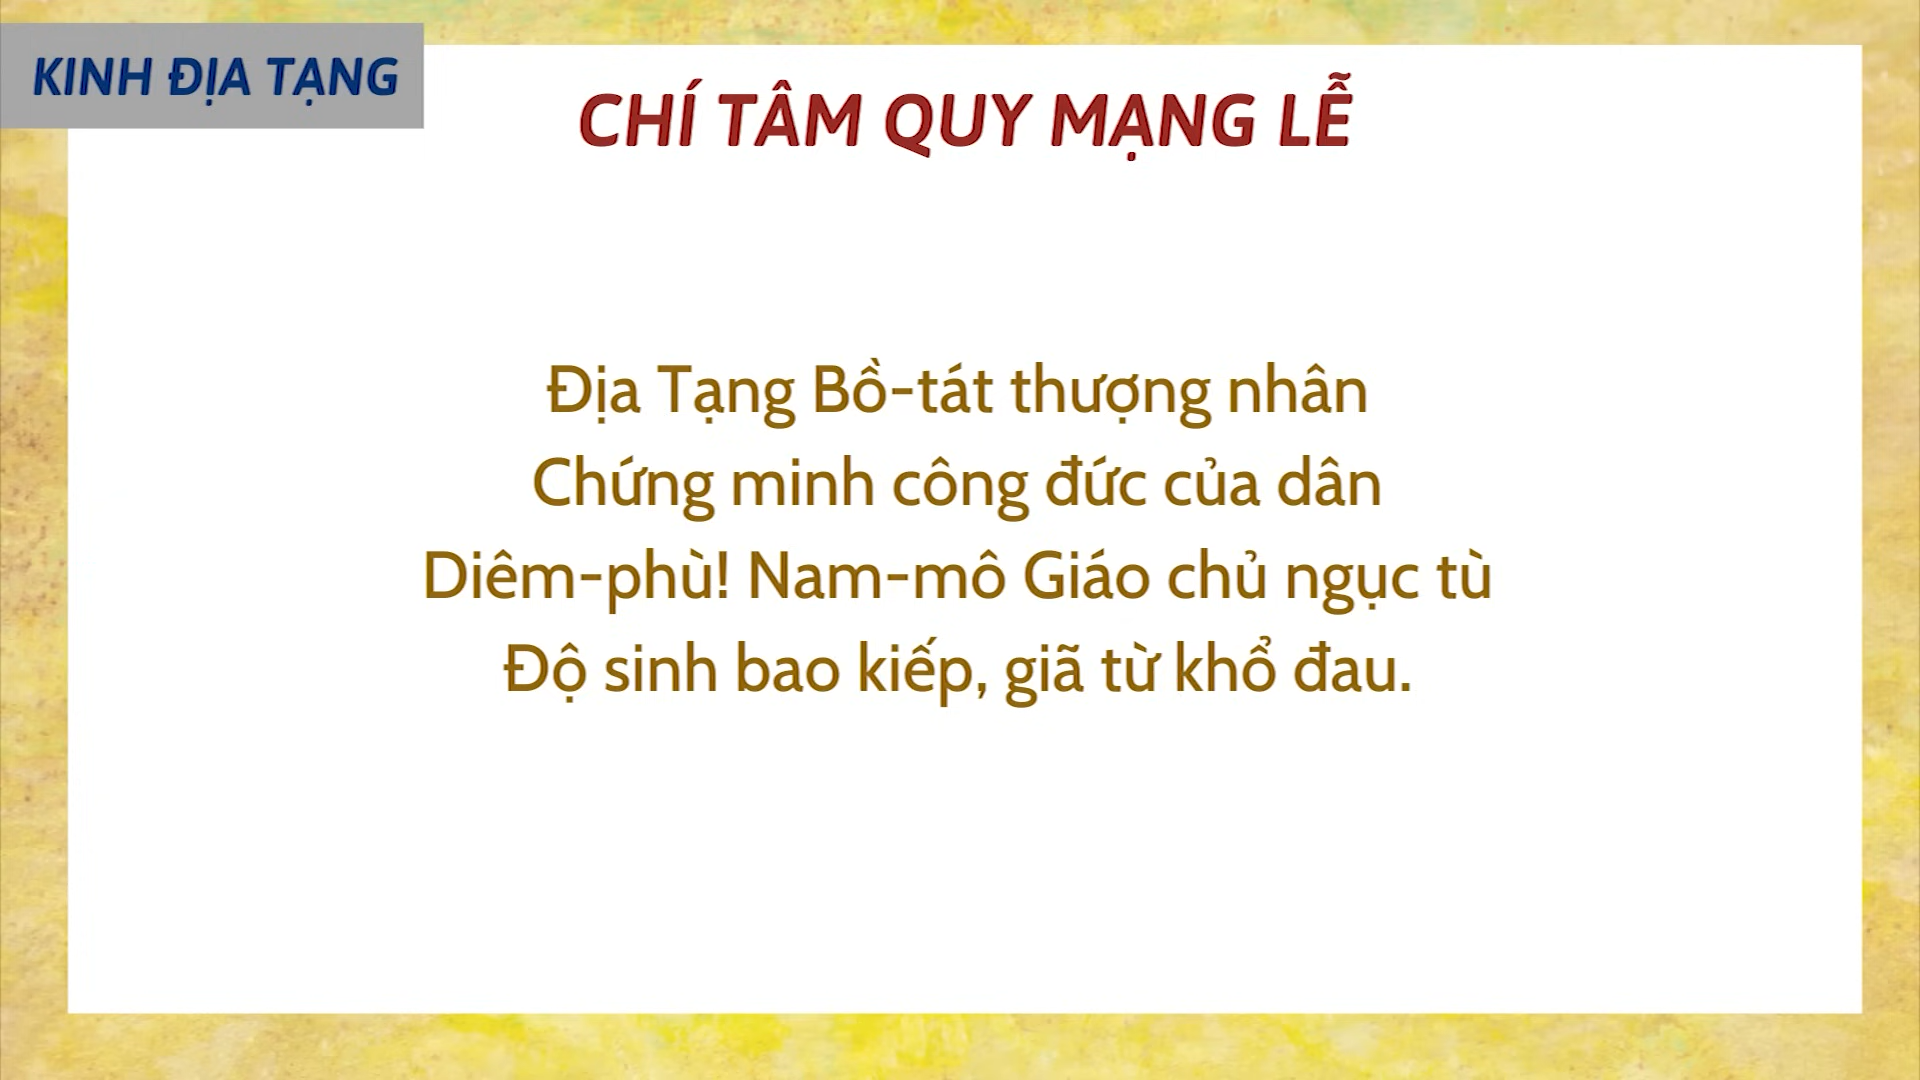 KINH ĐỊA TẠNG
CHÍ TÂM QUY MẠNG LỄ
Địa Tạng Bồ-tát thượng nhân
Chứng minh công đức của dân
Diêm-phù! Nam-mô Giáo chủ ngục tù
Độ sinh bao kiếp, giã từ khổ đau.